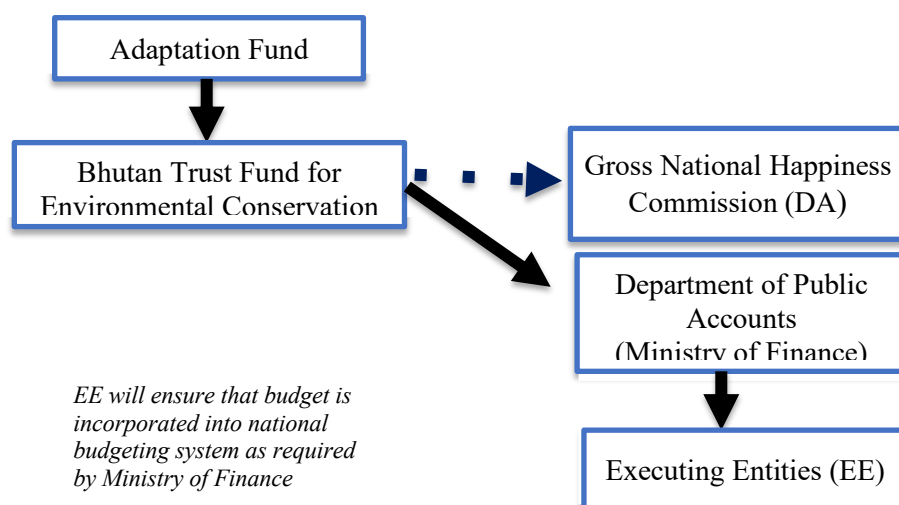 Adaptation Fund
Bhutan Trust Fund for
Environmental Conservation
Gross National Happiness
Commission (DA)
Department of Public
Accounts
(Ministry of Finance)
EE will ensure that budget is
incorporated into national
budgeting system as required
by Ministry of Finance
Executing Entities (EE)